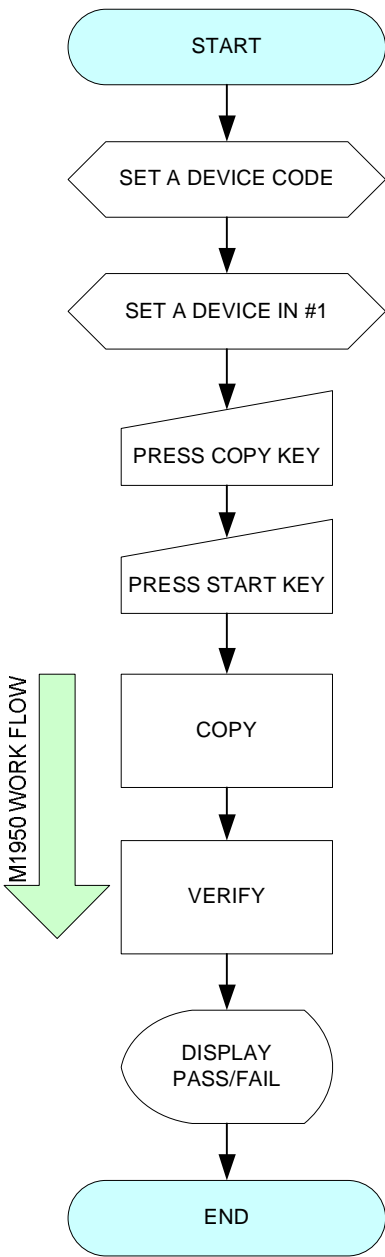 START
SET A DEVICE CODE
SET A DEVICE IN #1
PRESS COPY KEY
PRESS START KEY
M1950 WORK FLOW
COPY
VERIFY
DISPLAY
PASS/FAIL
END